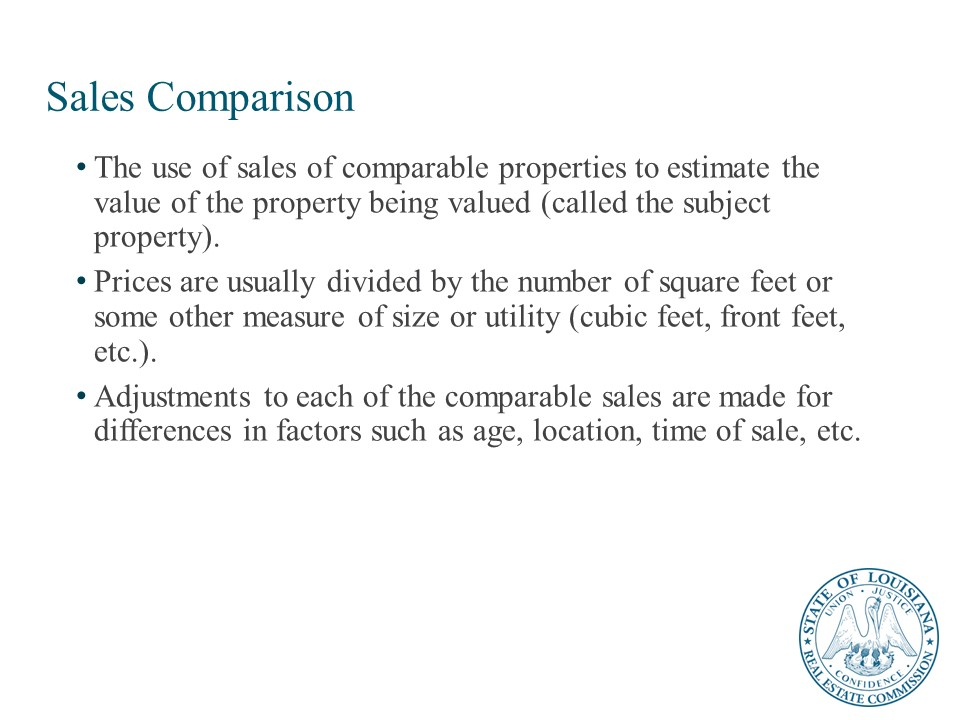 Sales Comparison
• The use of sales of comparable properties to estimate the
value of the property being valued (called the subject
property).
• Prices are usually divided by the number of square feet or
some other measure of size or utility (cubic feet, front feet,
etc.).
• Adjustments to each of the comparable sales are made for
differences in factors such as age, location, time of sale, etc.
STATE OF LOUISIANA
UNION · JUSTICE
CONFIDENCE
REAL ESTATE COMMISSION